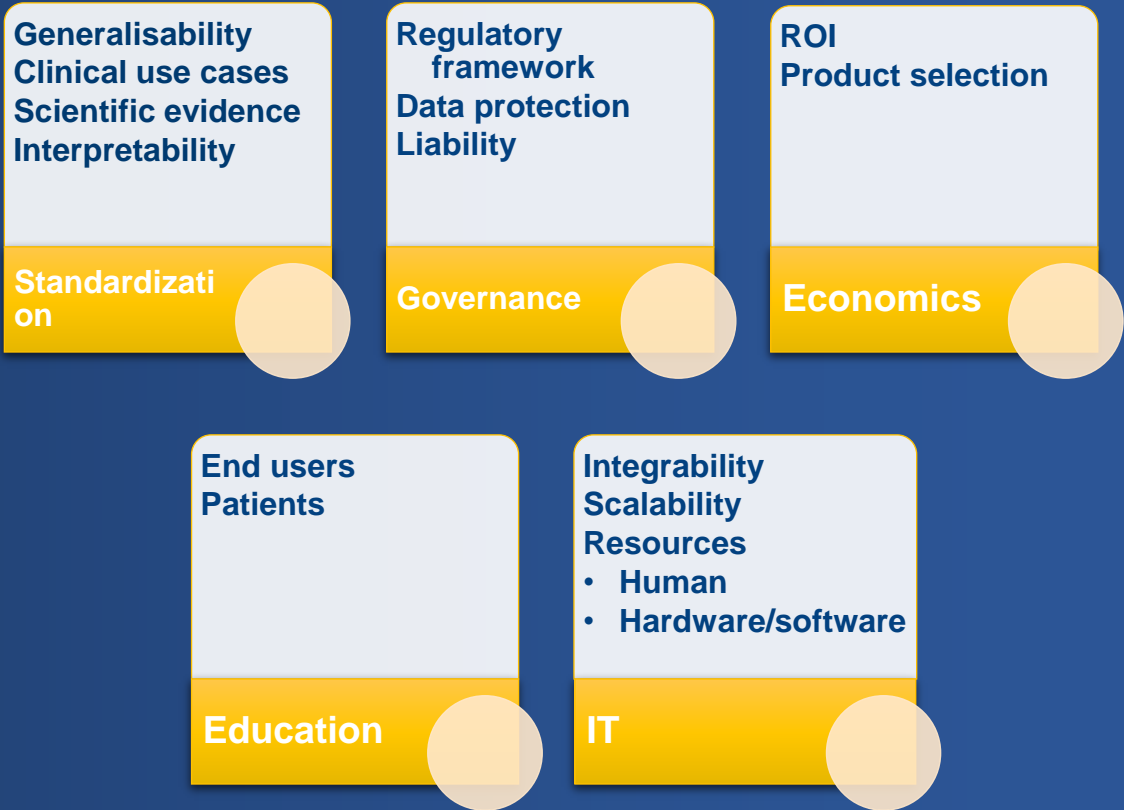 Generalisability
Clinical use cases
Scientific evidence
Interpretability
Standardizati
on
Regulatory
framework
Data protection
Liability
Governance
ROI
Product selection
Economics
End users
Patients
Education
Integrability
Scalability
Resources
• Human
• Hardware/software
IT